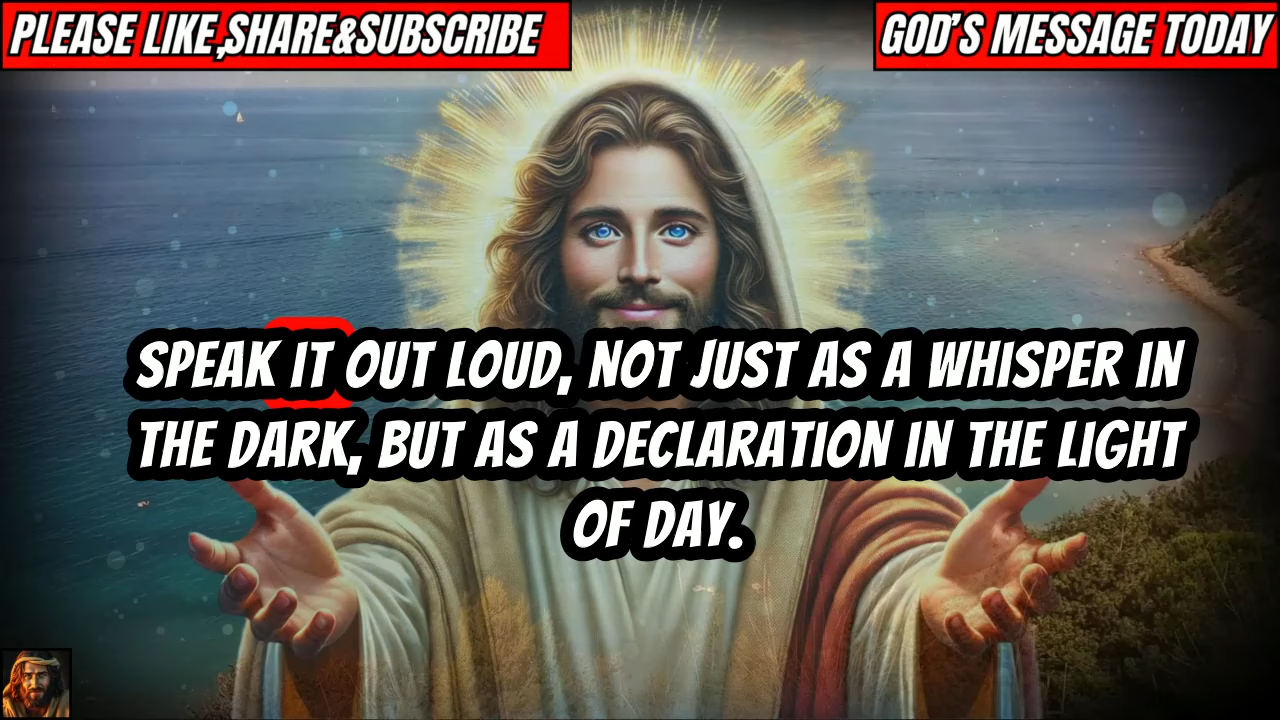 PLEASE LIKE,SHARE&SUBSCRIBE
GOD'S MESSAGE TODAY
SPEAK IT OUT LOUD, NOT JUST AS A WHISPER IN
THE DARK, BUT AS A DECLARATION IN THE LIGHT
OF DAY.